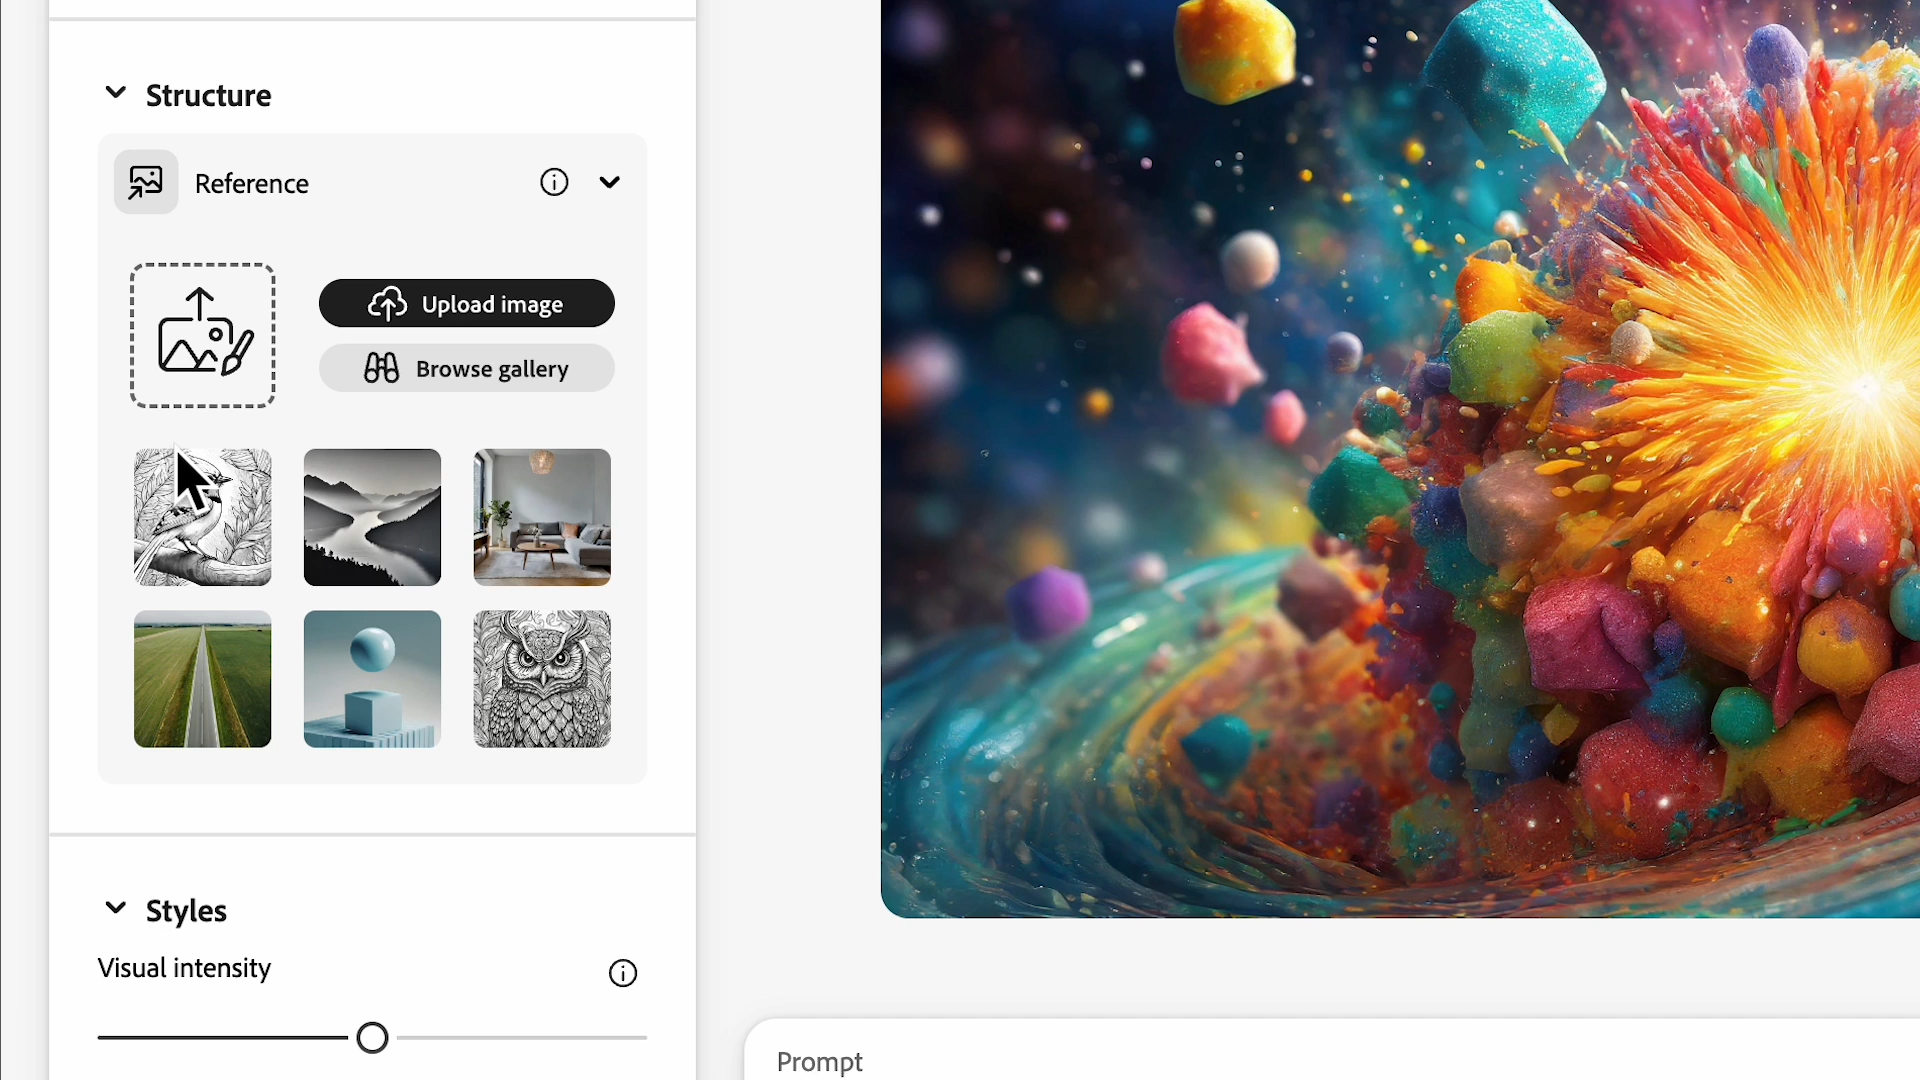 Structure
Reference
Upload image
Browse gallery
Styles
Visual intensity
Prompt